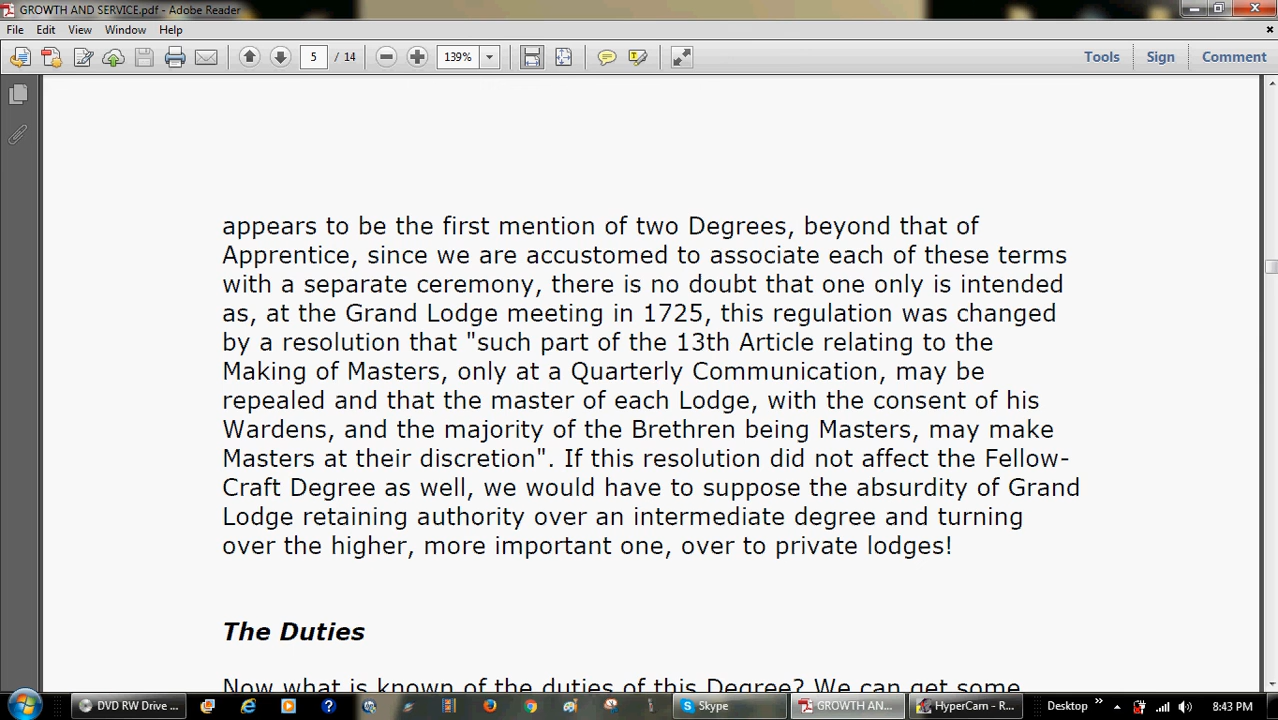 GROWTH AND SERVICE.pdf - Adobe Reader
File Edit View Window Help
5 / 14 139% Tools Sign Comment
appears to be the first mention of two Degrees, beyond that of
Apprentice, since we are accustomed to associate each of these terms
with a separate ceremony, there is no doubt that one only is intended
as, at the Grand Lodge meeting in 1725, this regulation was changed
by a resolution that "such part of the 13th Article relating to the
Making of Masters, only at a Quarterly Communication, may be
repealed and that the master of each Lodge, with the consent of his
Wardens, and the majority of the Brethren being Masters, may make
Masters at their discretion". If this resolution did not affect the Fellow-
Craft Degree as well, we would have to suppose the absurdity of Grand
Lodge retaining authority over an intermediate degree and turning
over the higher, more important one, over to private lodges!
The Duties
Now what is known of the duties of this Degree? We can get some
DVD RW Drive ... Skype GROWTH AN... HyperCam - R... Desktop 8:43 PM